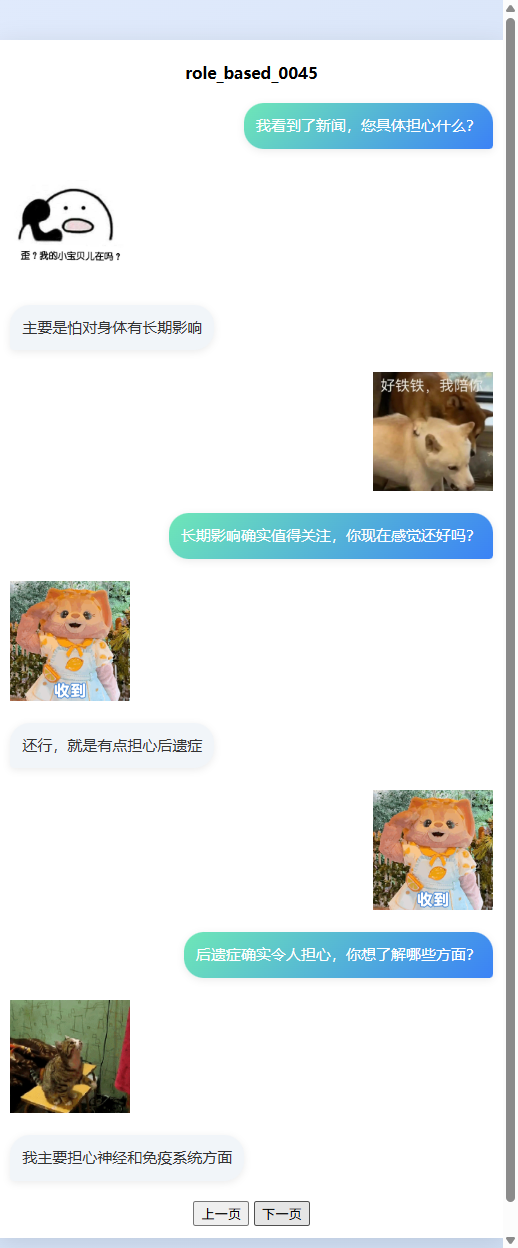 role_based_0045
我看到了新闻，您具体担心什么？
歪？我的小宝贝儿在吗？
主要是怕对身体有长期影响
好铁铁，我陪你
长期影响确实值得关注，你现在感觉还好吗？
收到
还行，就是有点担心后遗症
收到
后遗症确实令人担心，你想了解哪些方面？
我主要担心神经和免疫系统方面
上一页 下一页